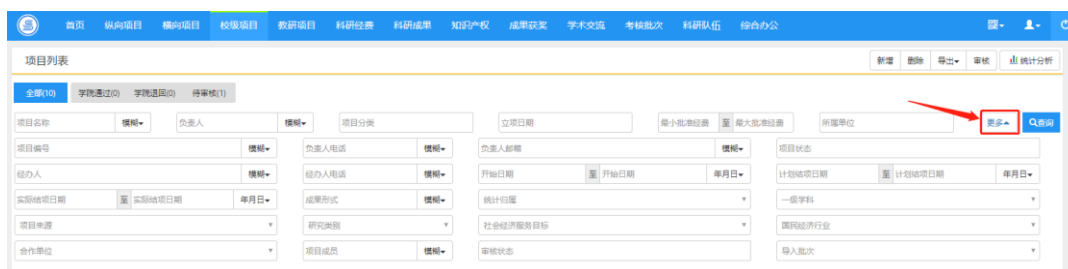 首页 纵向项目 横向项目 校级项目 教研项目 科研经费 科研成果 知识产权 成果获奖 学术交流 考核批次 科研队伍 综合办公
项目列表 新增 删除 导出 审核 统计分析
全部(10) 学院通过(0) 学院退回(0) 待审核(1)
项目名称 模糊 负责人 模糊 项目分类 立项日期 最小批准经费 至 最大批准经费 所属单位 更多 查询
项目编号 模糊 负责人电话 模糊 负责人邮箱 模糊 项目状态
经办人 模糊 经办人电话 模糊 开始日期 至 开始日期 年月日 计划结项日期 至 计划结项日期 年月日
实际结项日期 至 实际结项日期 年月日 成果形式 模糊 统计归属 一级学科
项目来源 研究类别 社会经济服务目标 国民经济行业
合作单位 项目成员 模糊 审核状态 导入批次